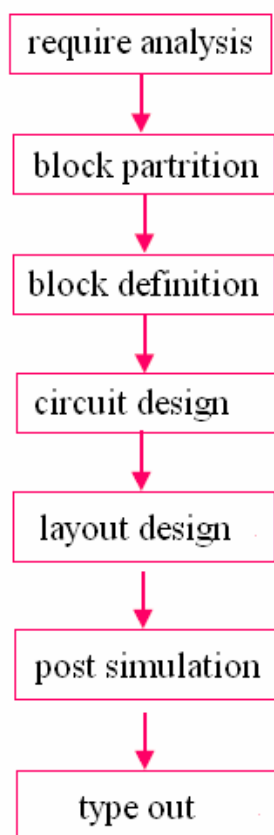 require analysis
block partrition
block definition
circuit design
layout design
post simulation
type out